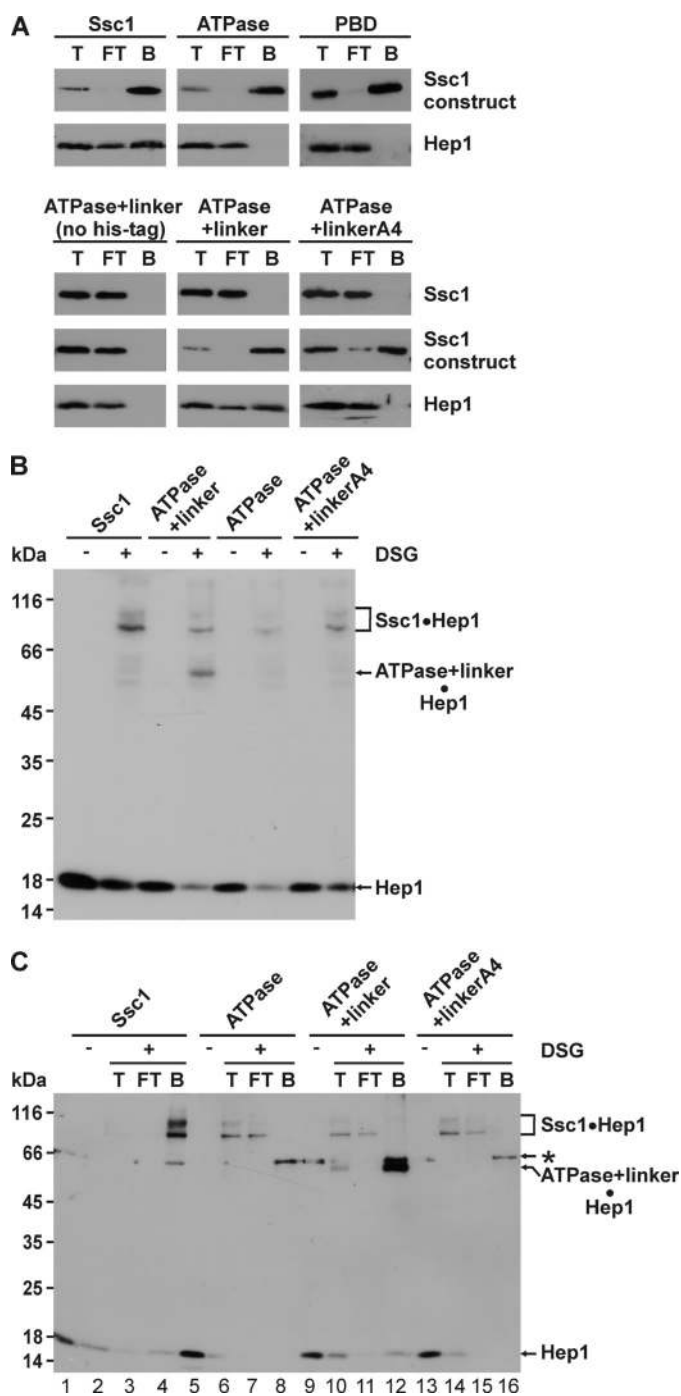 A
Ssc1 ATPase PBD
T FT B T FT B T FT B
Ssc1 construct
Hep1
ATPase+linker (no his-tag) ATPase +linker ATPase +linkerA4
T FT B T FT B T FT B
Ssc1
Ssc1 construct
Hep1
B
Ssc1 ATPase +linker ATPase ATPase +linkerA4
kDa - + - + - + - + DSG
116
66
45
35
25
18
14
Ssc1•Hep1
ATPase+linker
•
Hep1
Hep1
C
Ssc1 ATPase ATPase +linker ATPase +linkerA4
- + - + - + - + DSG
kDa T FT B T FT B T FT B T FT B
116
66
45
35
25
18
14
Ssc1•Hep1
*
ATPase+linker
•
Hep1
Hep1
1 2 3 4 5 6 7 8 9 10 11 12 13 14 15 16